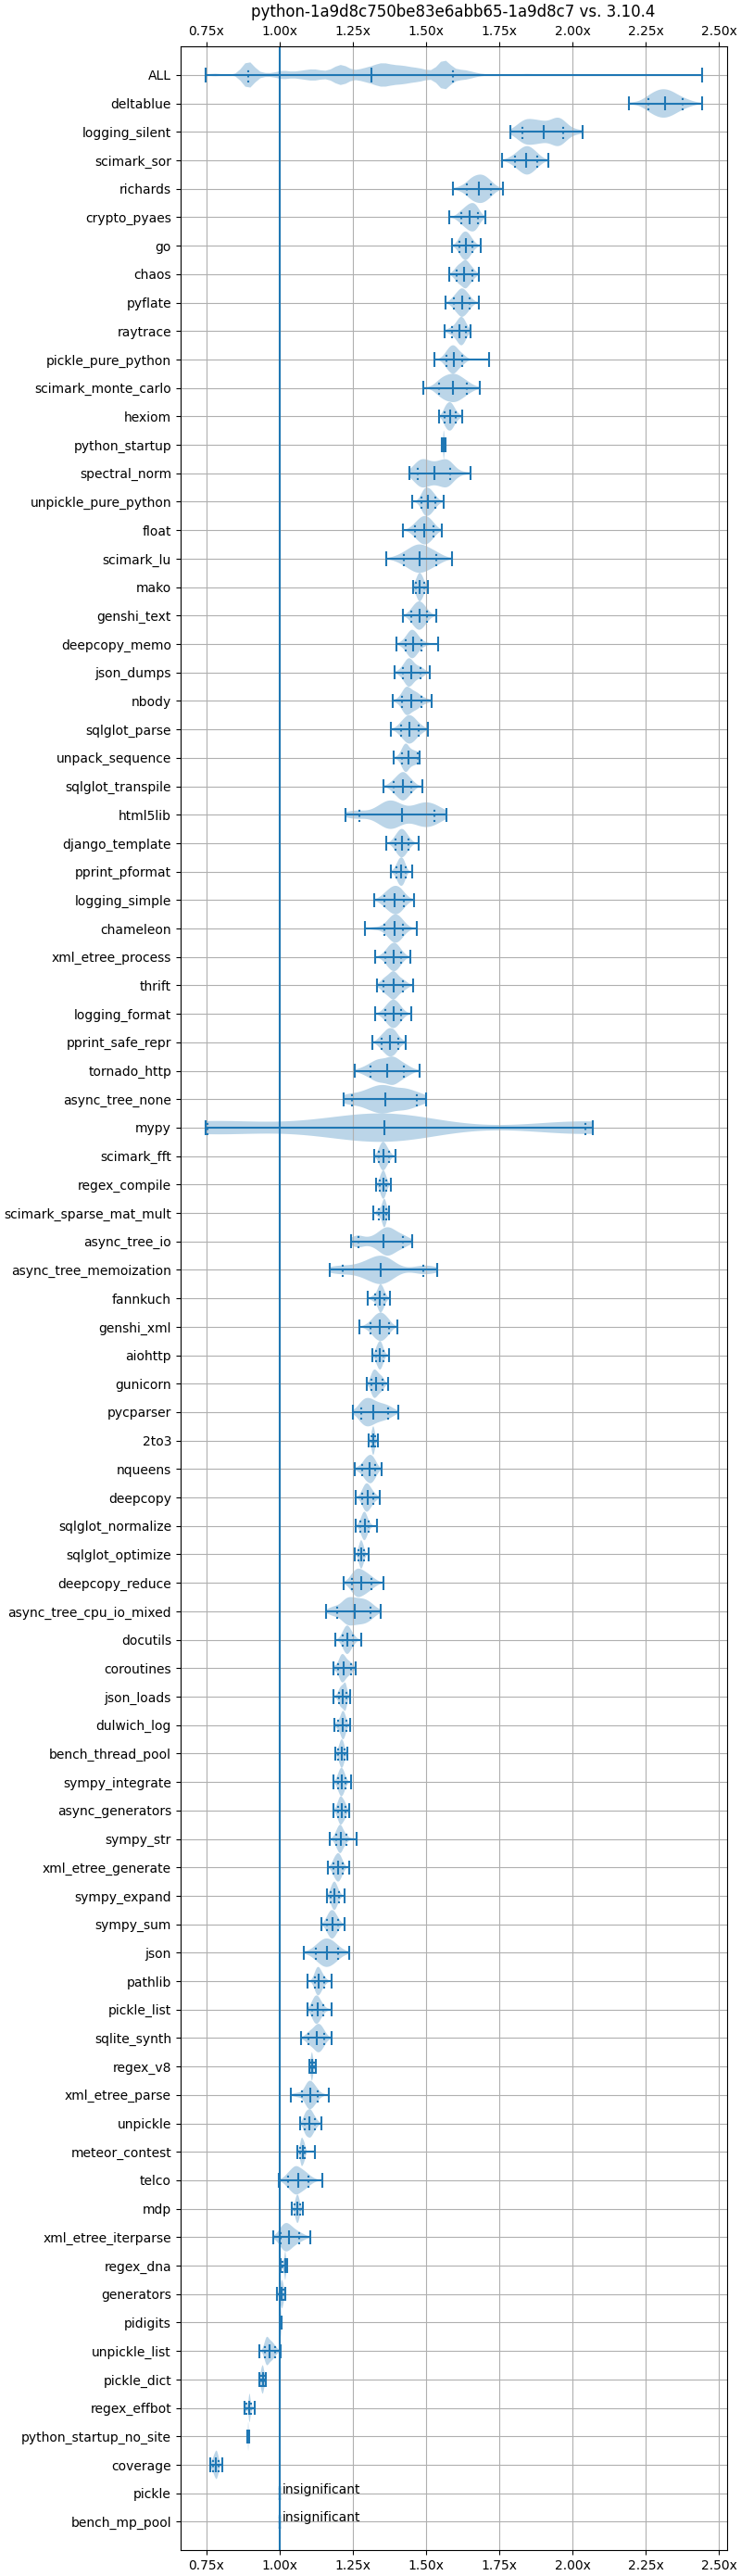 python-1a9d8c750be83e6abb65-1a9d8c7 vs. 3.10.4
0.75x 1.00x 1.25x 1.50x 1.75x 2.00x 2.25x 2.50x
ALL
deltablue
logging_silent
scimark_sor
richards
crypto_pyaes
go
chaos
pyflate
raytrace
pickle_pure_python
scimark_monte_carlo
hexiom
python_startup
spectral_norm
unpickle_pure_python
float
scimark_lu
mako
genshi_text
deepcopy_memo
json_dumps
nbody
sqlglot_parse
unpack_sequence
sqlglot_transpile
html5lib
django_template
pprint_pformat
logging_simple
chameleon
xml_etree_process
thrift
logging_format
pprint_safe_repr
tornado_http
async_tree_none
mypy
scimark_fft
regex_compile
scimark_sparse_mat_mult
async_tree_io
async_tree_memoization
fannkuch
genshi_xml
aiohttp
gunicorn
pycparser
2to3
nqueens
deepcopy
sqlglot_normalize
sqlglot_optimize
deepcopy_reduce
async_tree_cpu_io_mixed
docutils
coroutines
json_loads
dulwich_log
bench_thread_pool
sympy_integrate
async_generators
sympy_str
xml_etree_generate
sympy_expand
sympy_sum
json
pathlib
pickle_list
sqlite_synth
regex_v8
xml_etree_parse
unpickle
meteor_contest
telco
mdp
xml_etree_iterparse
regex_dna
generators
pidigits
unpickle_list
pickle_dict
regex_effbot
python_startup_no_site
coverage
pickle insignificant
bench_mp_pool insignificant
0.75x 1.00x 1.25x 1.50x 1.75x 2.00x 2.25x 2.50x